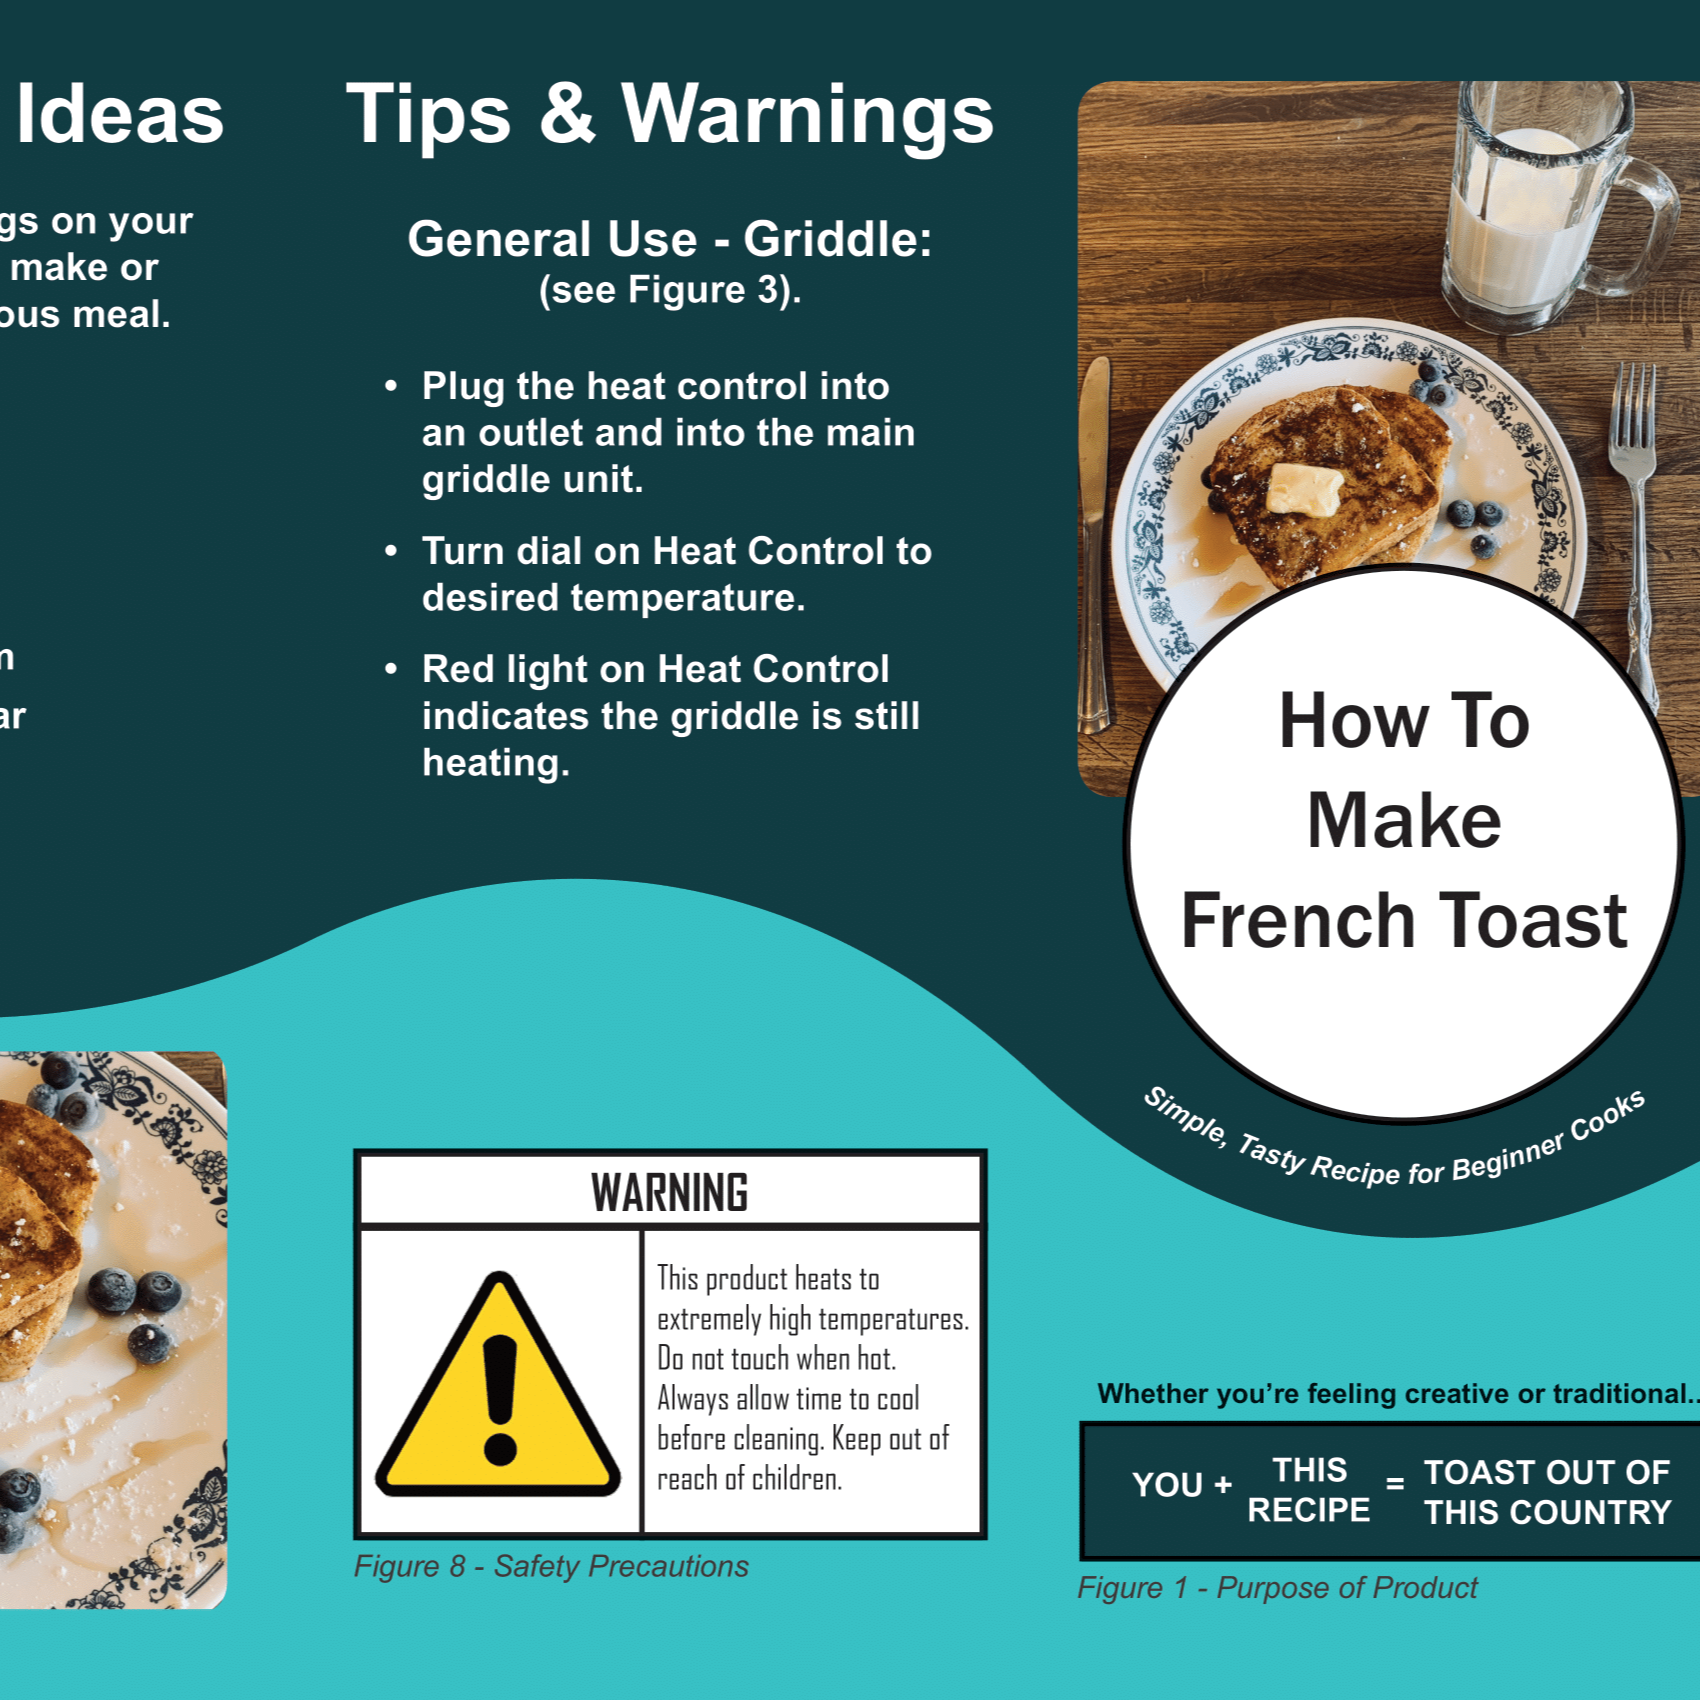 Ideas
gs on your
make or
ous meal.
n
ar
Tips & Warnings
General Use - Griddle:
(see Figure 3).
• Plug the heat control into
an outlet and into the main
griddle unit.
• Turn dial on Heat Control to
desired temperature.
• Red light on Heat Control
indicates the griddle is still
heating.
WARNING
This product heats to
extremely high temperatures.
Do not touch when hot.
Always allow time to cool
before cleaning. Keep out of
reach of children.
Figure 8 - Safety Precautions
How To
Make
French Toast
Simple, Tasty Recipe for Beginner Cooks
Whether you’re feeling creative or traditional..
YOU + THIS RECIPE = TOAST OUT OF THIS COUNTRY
Figure 1 - Purpose of Product